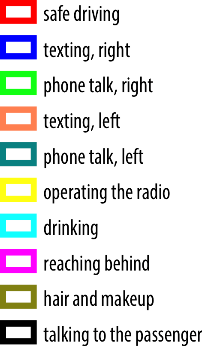 safe driving
texting, right
phone talk, right
texting, left
phone talk, left
operating the radio
drinking
reaching behind
hair and makeup
talking to the passenger